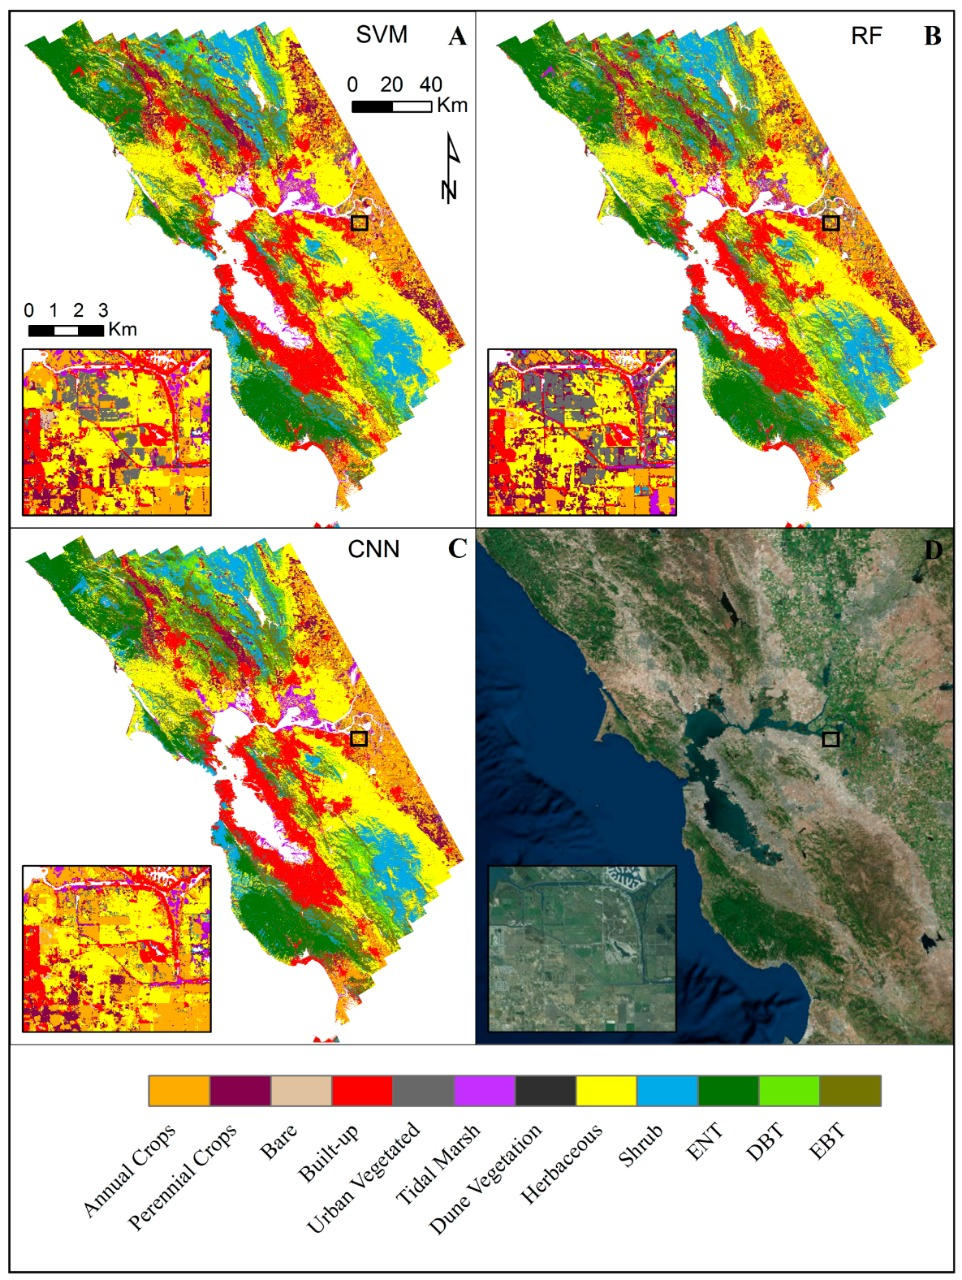 SVM A
0 20 40 Km
N
0 1 2 3 Km
RF B
CNN C
D
Annual Crops
Perennial Crops
Bare
Built-up
Urban Vegetated
Tidal Marsh
Dune Vegetation
Herbaceous
Shrub
ENT
DBT
EBT